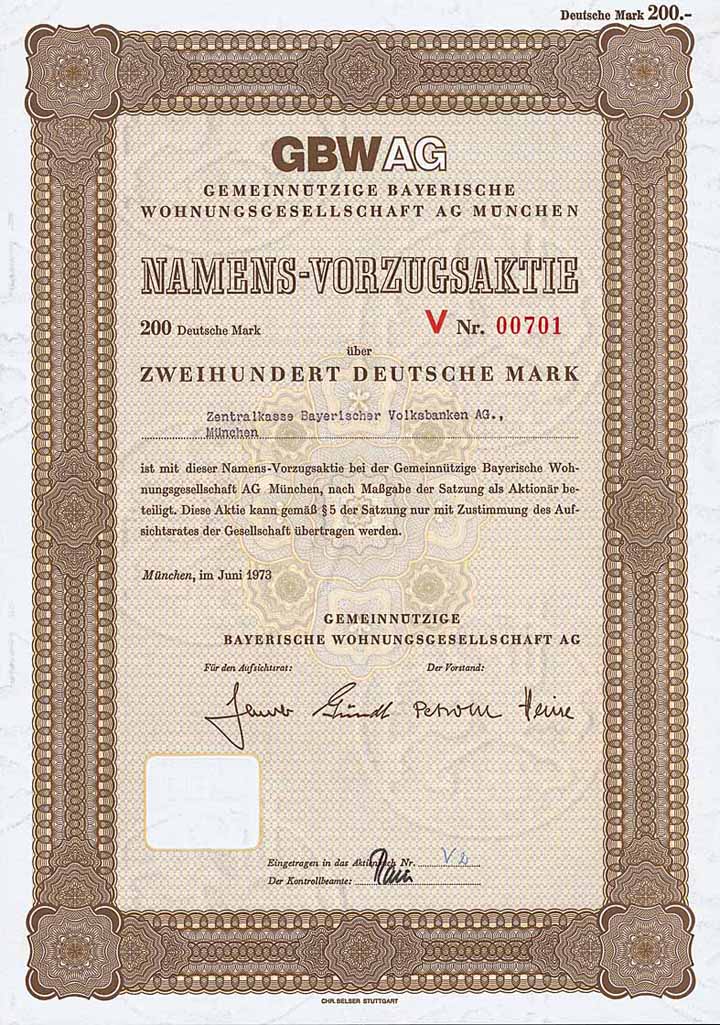 Deutsche Mark 200.-
GBW AG
GEMEINNÜTZIGE BAYERISCHE
WOHNUNGSGESELLSCHAFT AG MÜNCHEN
NAMENS-VORZUGSAKTIE
200 Deutsche Mark V Nr. 00701
über
ZWEIHUNDERT DEUTSCHE MARK
Zentralkasse Bayerischer Volksbanken AG.,
München
ist mit dieser Namens-Vorzugsaktie bei der Gemeinnützige Bayerische Woh-
nungsgesellschaft AG München, nach Maßgabe der Satzung als Aktionär be-
teiligt. Diese Aktie kann gemäß § 5 der Satzung nur mit Zustimmung des Auf-
sichtsrates der Gesellschaft übertragen werden.
München, im Juni 1973
GEMEINNÜTZIGE
BAYERISCHE WOHNUNGSGESELLSCHAFT AG
Für den Aufsichtsrat: Der Vorstand:
Eingetragen in das Aktienbuch Nr. V 2
Der Kontrollbeamte:
CHR. BELSER STUTTGART